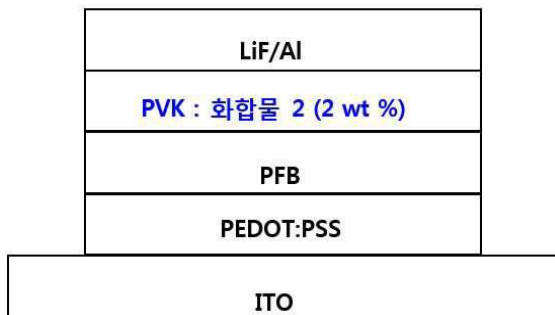 LiF/Al
PVK : 화합물 2 (2 wt %)
PFB
PEDOT:PSS
ITO